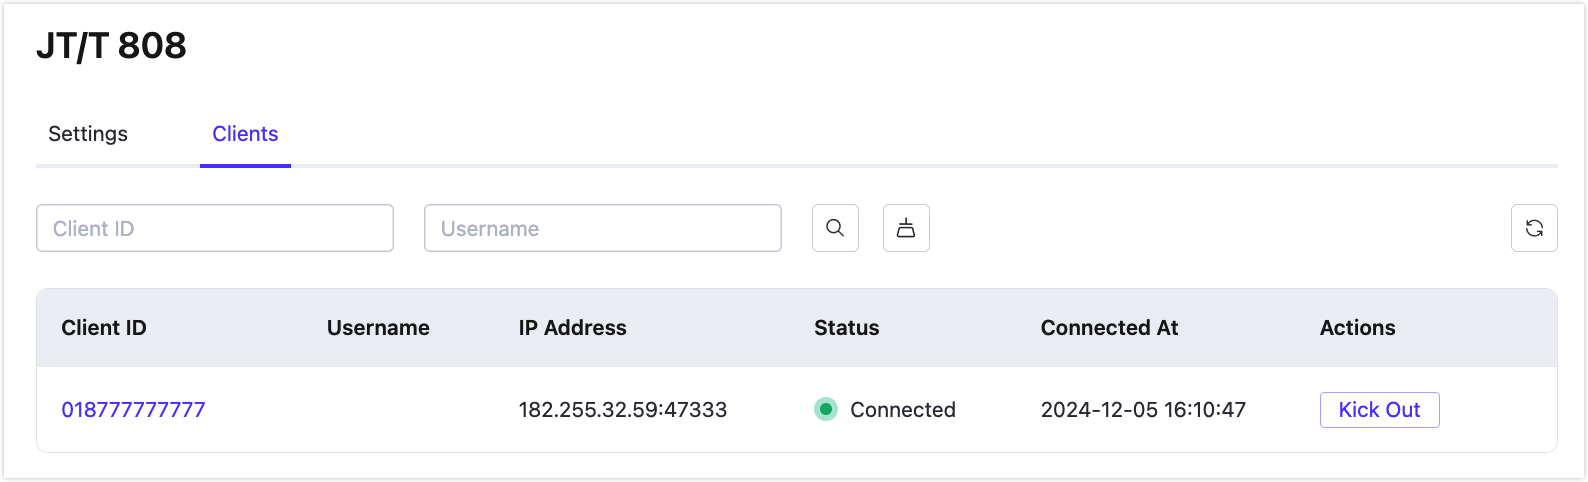 JT/T 808
Settings Clients
Client ID Username
Client ID Username IP Address Status Connected At Actions
018777777777 182.255.32.59:47333 Connected 2024-12-05 16:10:47 Kick Out